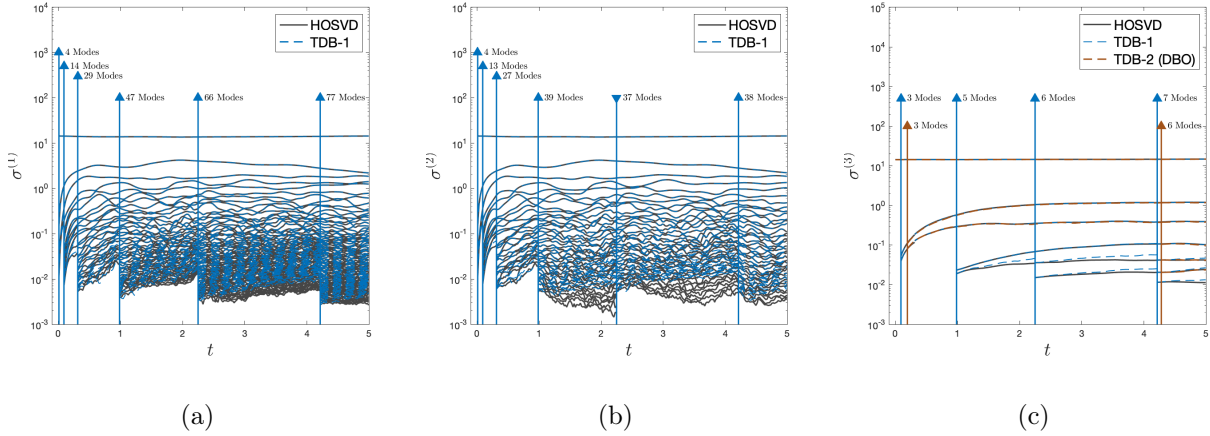 10^4
10^3
10^2
10^1
10^0
10^-1
10^-2
10^-3
σ^(1)
HOSVD
TDB-1
4 Modes
14 Modes
29 Modes
47 Modes
66 Modes
77 Modes
0 1 2 3 4 5
t
(a)
10^4
10^3
10^2
10^1
10^0
10^-1
10^-2
10^-3
σ^(2)
HOSVD
TDB-1
4 Modes
13 Modes
27 Modes
39 Modes
37 Modes
38 Modes
0 1 2 3 4 5
t
(b)
10^5
10^4
10^3
10^2
10^1
10^0
10^-1
10^-2
10^-3
σ^(3)
HOSVD
TDB-1
TDB-2 (DBO)
3 Modes
5 Modes
6 Modes
7 Modes
3 Modes
6 Modes
0 1 2 3 4 5
t
(c)